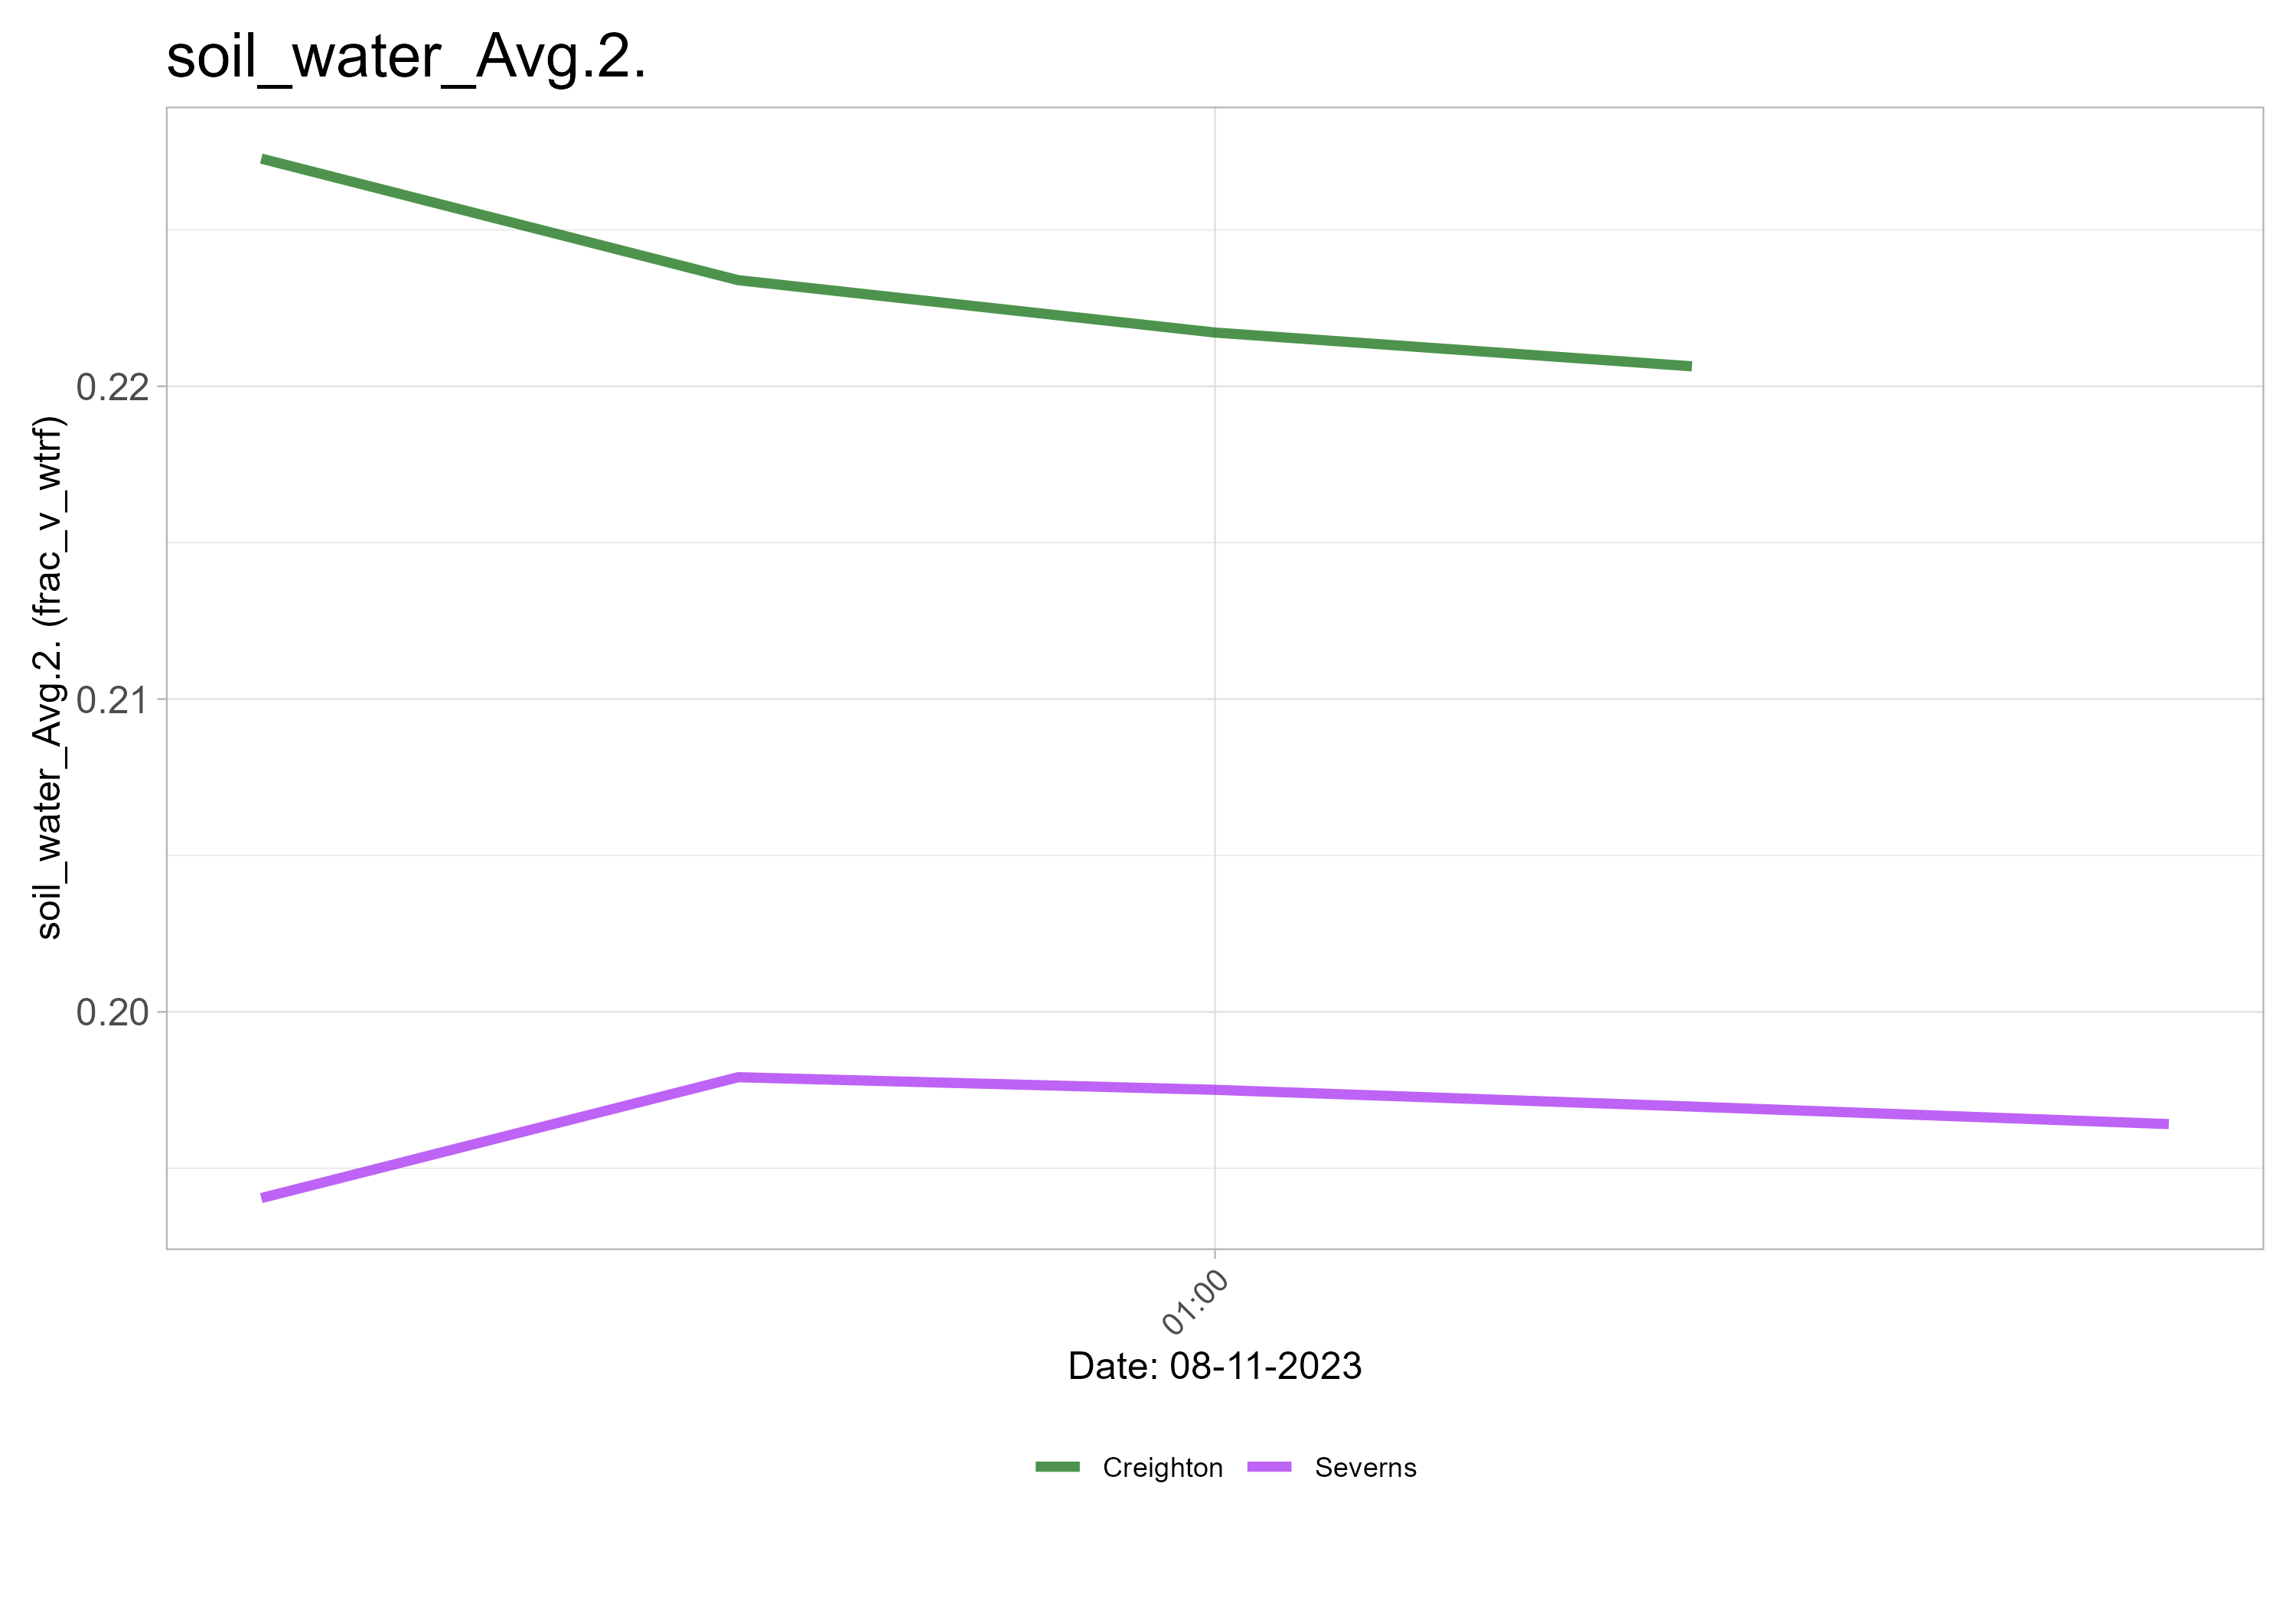 soil_water_Avg.2.
soil_water_Avg.2. (frac_v_wtrf)
0.22
0.21
0.20
01:00
Date: 08-11-2023
Creighton Severns